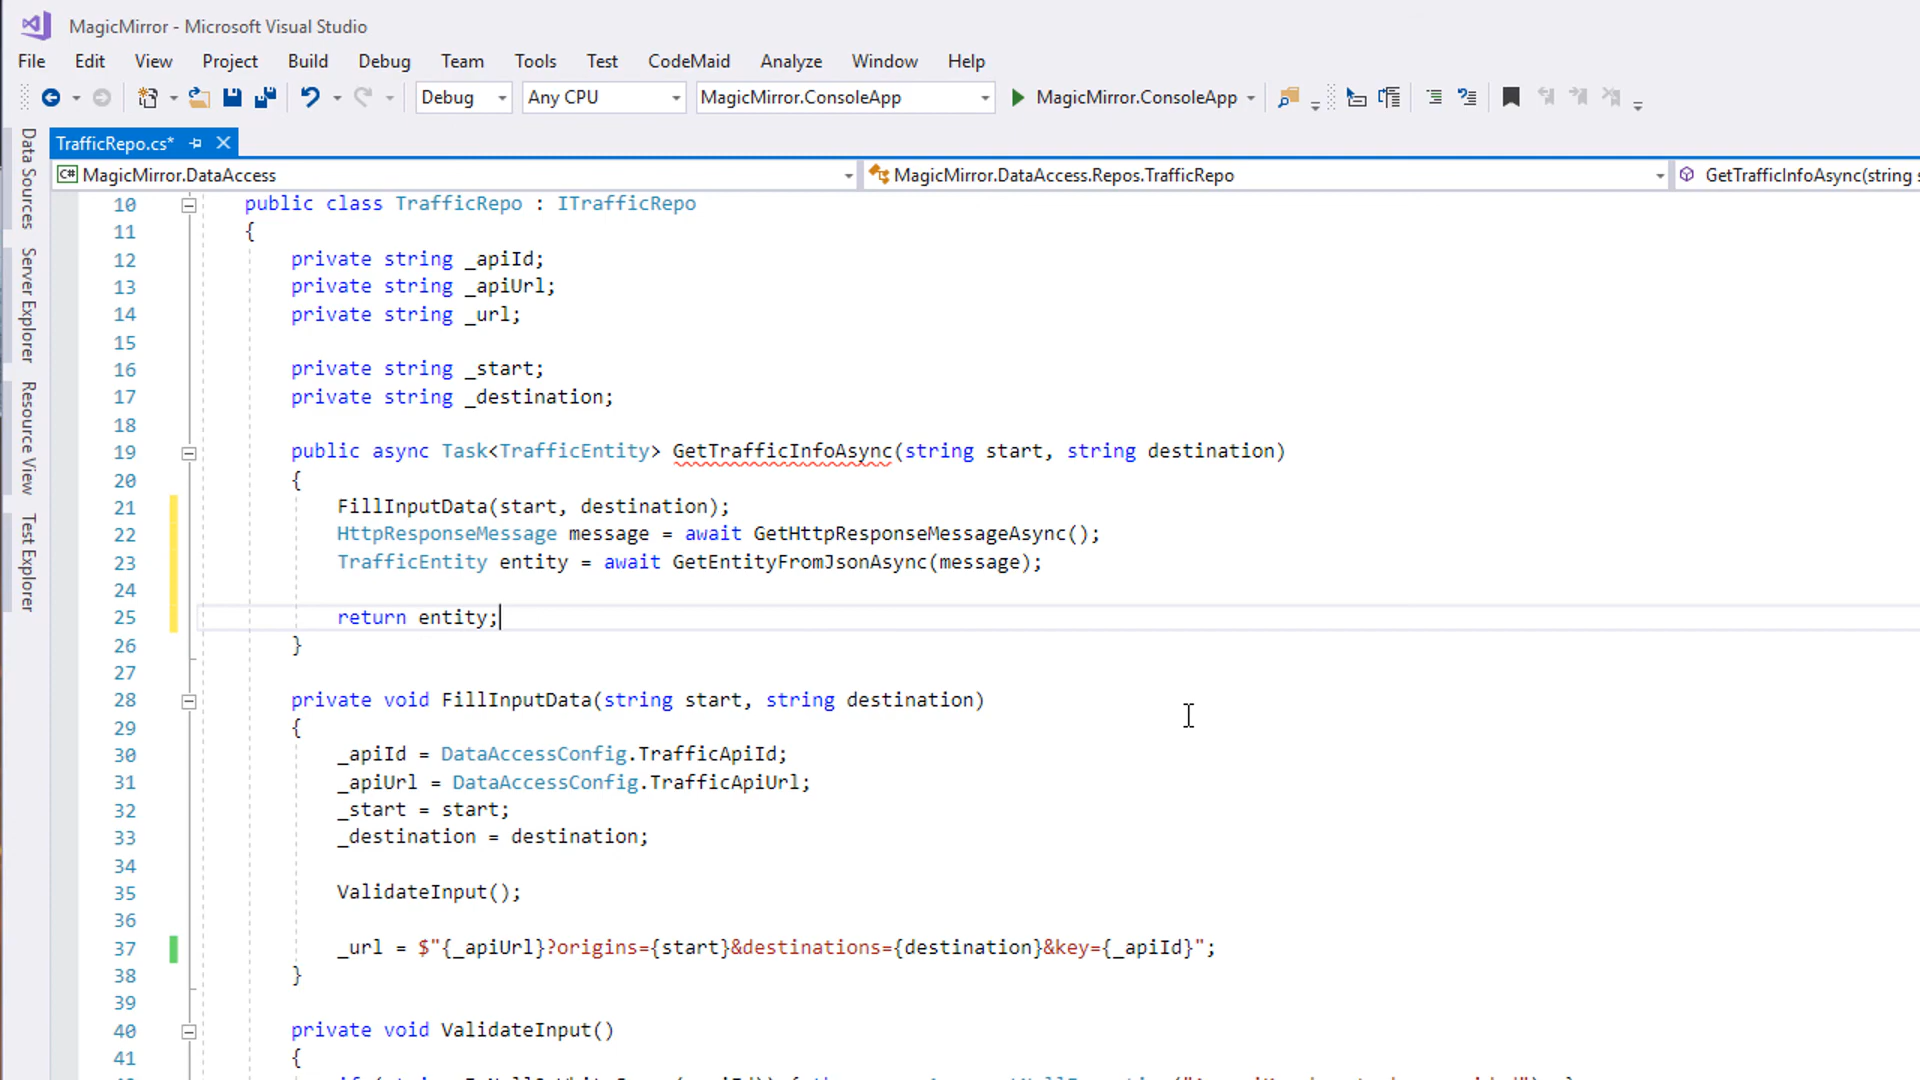 MagicMirror - Microsoft Visual Studio
File Edit View Project Build Debug Team Tools Test CodeMaid Analyze Window Help
Debug Any CPU MagicMirror.ConsoleApp MagicMirror.ConsoleApp
TrafficRepo.cs*
C# MagicMirror.DataAccess MagicMirror.DataAccess.Repos.TrafficRepo GetTrafficInfoAsync(string s
Data Sources
Server Explorer
Resource View
Test Explorer
10 public class TrafficRepo : ITrafficRepo
11 {
12 private string _apiId;
13 private string _apiUrl;
14 private string _url;
15
16 private string _start;
17 private string _destination;
18
19 public async Task<TrafficEntity> GetTrafficInfoAsync(string start, string destination)
20 {
21 FillInputData(start, destination);
22 HttpResponseMessage message = await GetHttpResponseMessageAsync();
23 TrafficEntity entity = await GetEntityFromJsonAsync(message);
24
25 return entity;
26 }
27
28 private void FillInputData(string start, string destination)
29 {
30 _apiId = DataAccessConfig.TrafficApiId;
31 _apiUrl = DataAccessConfig.TrafficApiUrl;
32 _start = start;
33 _destination = destination;
34
35 ValidateInput();
36
37 _url = $"{_apiUrl}?origins={start}&destinations={destination}&key={_apiId}";
38 }
39
40 private void ValidateInput()
41 {